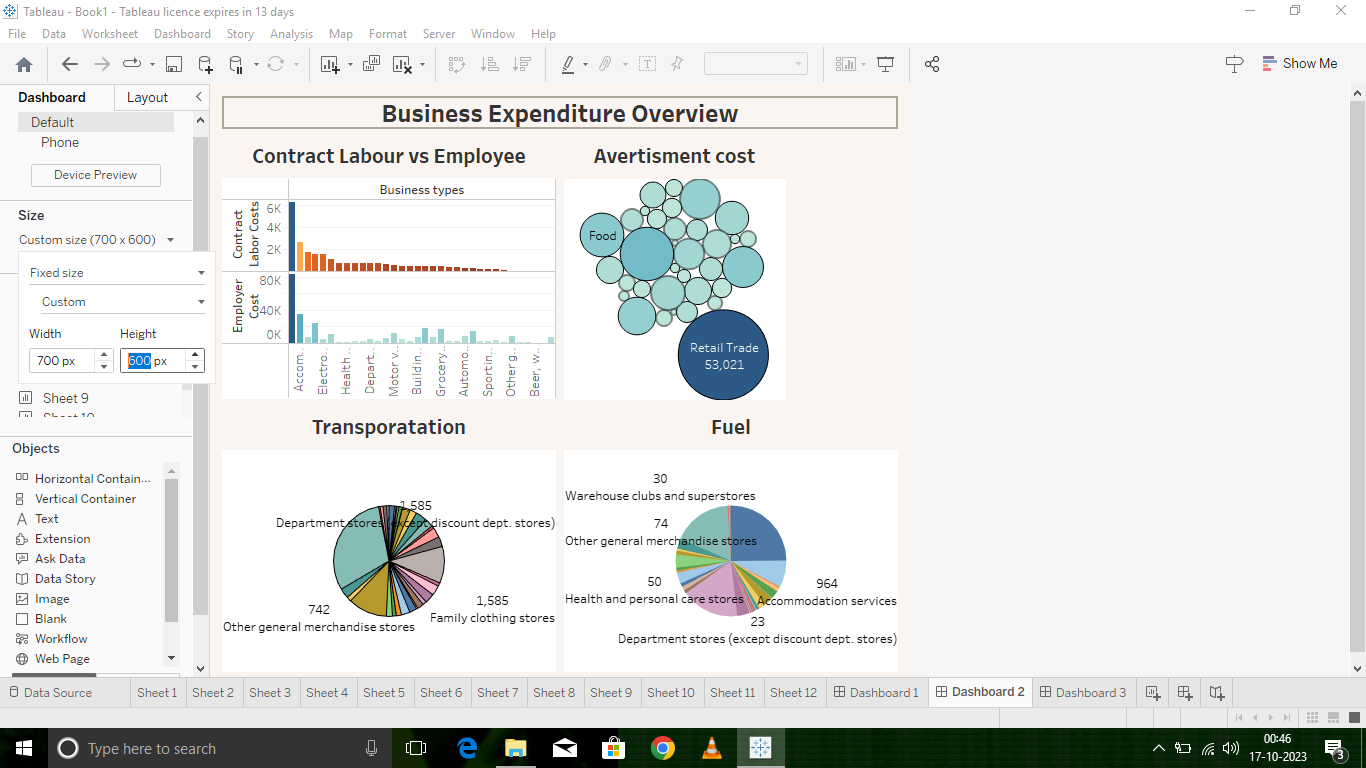 Tableau - Book1 - Tableau licence expires in 13 days
File Data Worksheet Dashboard Story Analysis Map Format Server Window Help
Show Me
Dashboard Layout
Default
Phone
Device Preview
Size
Custom size (700 x 600)
Fixed size
Custom
Width Height
700 px 600 px
Sheet 9
Sheet 10
Objects
Horizontal Contain...
Vertical Container
Text
Extension
Ask Data
Data Story
Image
Blank
Workflow
Web Page
Business Expenditure Overview
Contract Labour vs Employee
Business types
Contract
Labor Costs
6K
4K
2K
Employer
Cost
80K
40K
0K
Accom..
Electro..
Health ..
Depart..
Motor v..
Buildin..
Grocery..
Automo..
Sportin..
Other g..
Beer, w..
Avertisment cost
Food
Retail Trade
53,021
Transporatation
1,585
Department stores (except discount dept. stores)
742
Other general merchandise stores
1,585
Family clothing stores
Fuel
30
Warehouse clubs and superstores
74
Other general merchandise stores
50
Health and personal care stores
964
Accommodation services
23
Department stores (except discount dept. stores)
Data Source Sheet 1 Sheet 2 Sheet 3 Sheet 4 Sheet 5 Sheet 6 Sheet 7 Sheet 8 Sheet 9 Sheet 10 Sheet 11 Sheet 12 Dashboard 1 Dashboard 2 Dashboard 3
Type here to search
00:46
17-10-2023
3